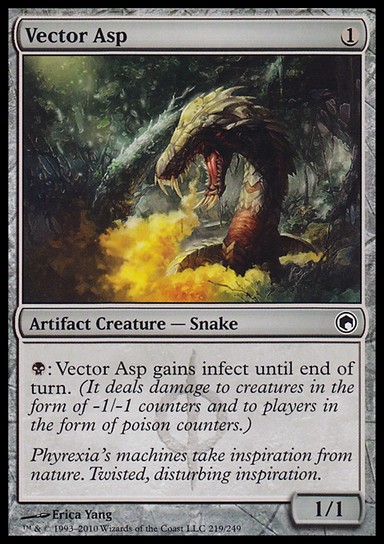 Vector Asp 1
Artifact Creature — Snake
: Vector Asp gains infect until end of
turn. (It deals damage to creatures in the
form of -1/-1 counters and to players in
the form of poison counters.)
Phyrexia's machines take inspiration from
nature. Twisted, disturbing inspiration.
Erica Yang
™ & © 1993–2010 Wizards of the Coast LLC 219/249
1/1